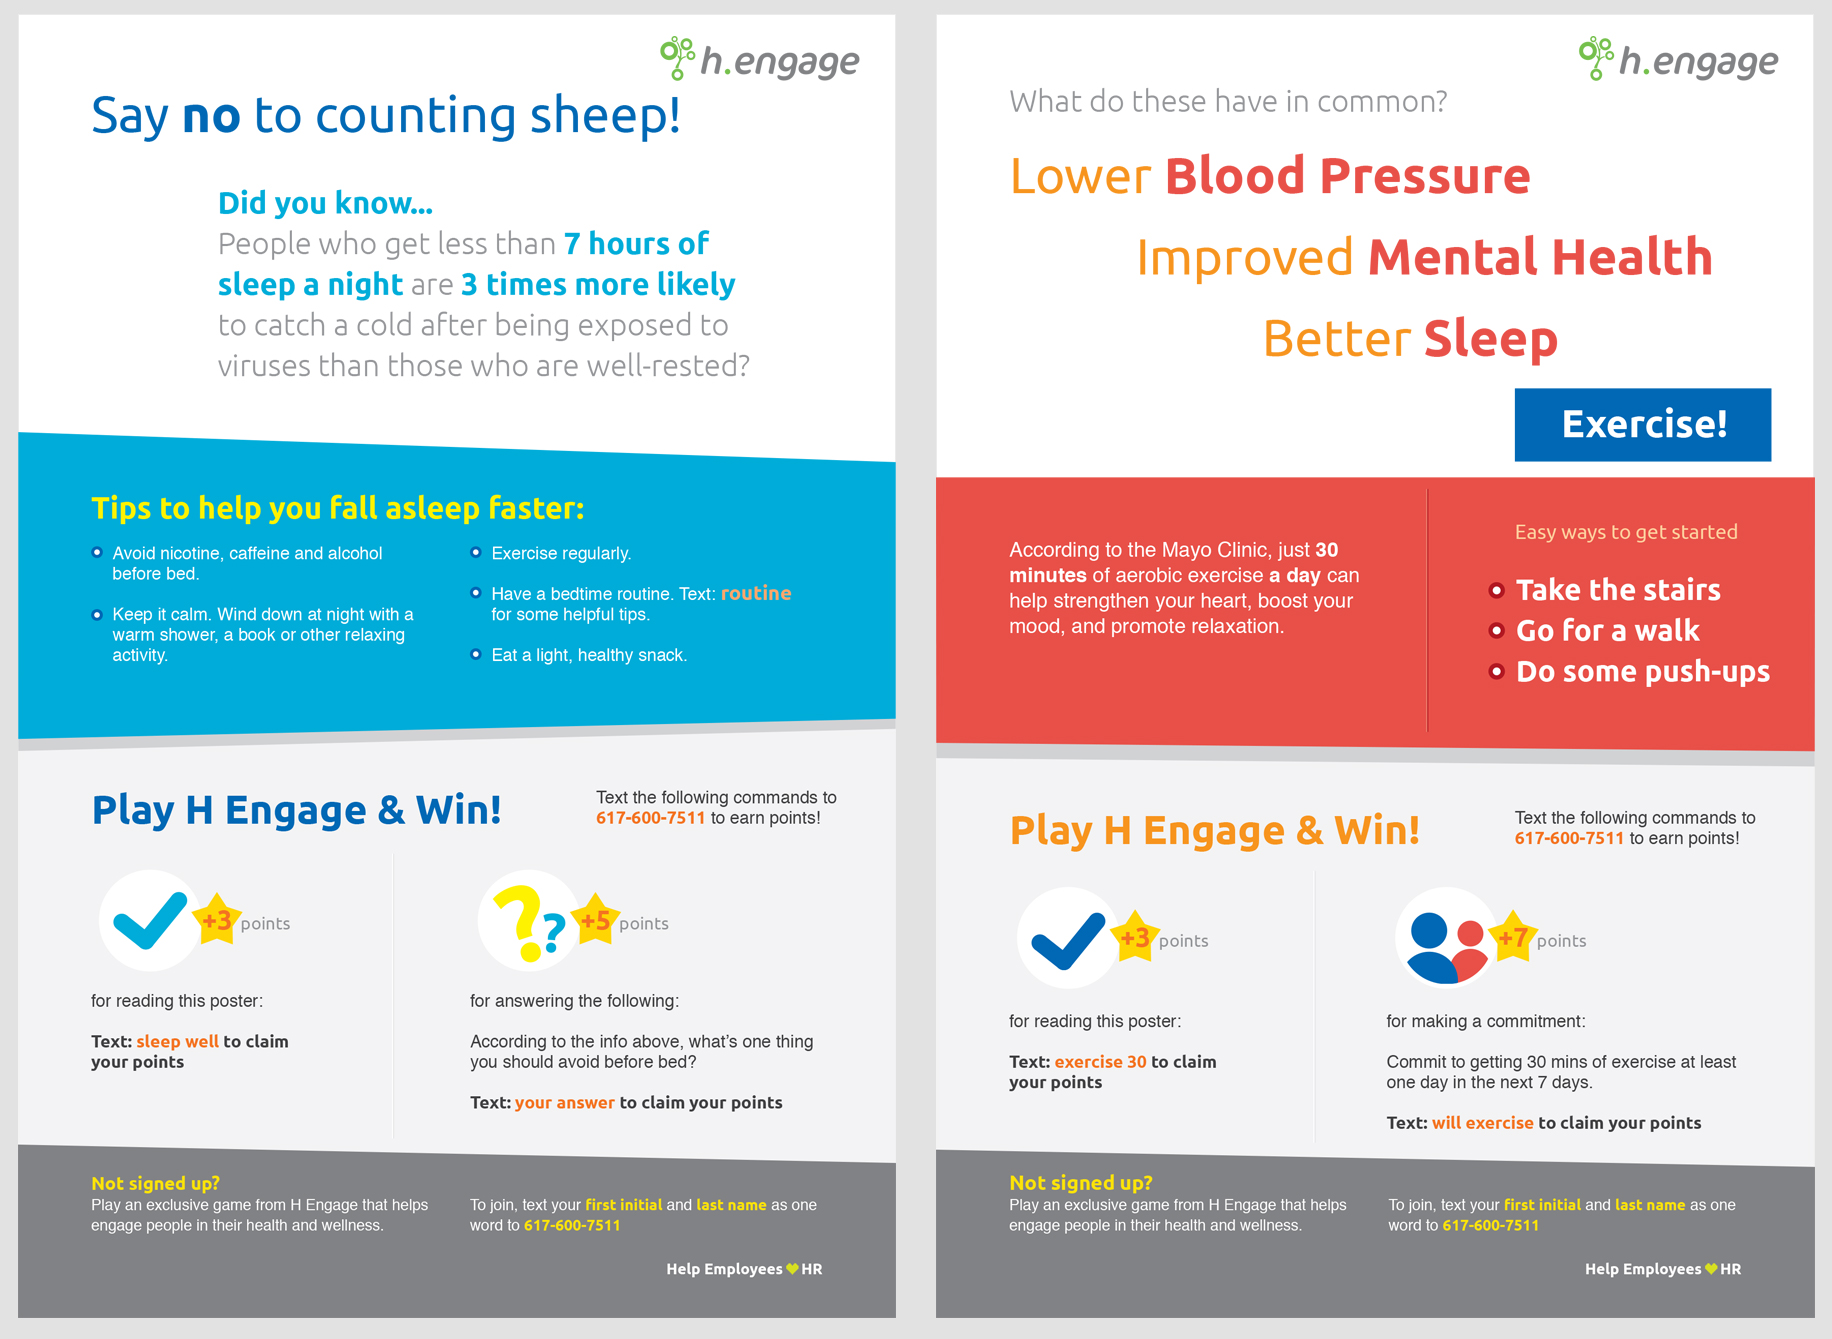 h.engage
Say no to counting sheep!
Did you know...
People who get less than 7 hours of
sleep a night are 3 times more likely
to catch a cold after being exposed to
viruses than those who are well-rested?
Tips to help you fall asleep faster:
Avoid nicotine, caffeine and alcohol
before bed.
Keep it calm. Wind down at night with a
warm shower, a book or other relaxing
activity.
Exercise regularly.
Have a bedtime routine. Text: routine
for some helpful tips.
Eat a light, healthy snack.
Play H Engage & Win!
Text the following commands to
617-600-7511 to earn points!
+3 points
for reading this poster:
Text: sleep well to claim
your points
? ? +5 points
for answering the following:
According to the info above, what's one thing
you should avoid before bed?
Text: your answer to claim your points
Not signed up?
Play an exclusive game from H Engage that helps
engage people in their health and wellness.
To join, text your first initial and last name as one
word to 617-600-7511
Help Employees HR
h.engage
What do these have in common?
Lower Blood Pressure
Improved Mental Health
Better Sleep
Exercise!
According to the Mayo Clinic, just 30
minutes of aerobic exercise a day can
help strengthen your heart, boost your
mood, and promote relaxation.
Easy ways to get started
Take the stairs
Go for a walk
Do some push-ups
Play H Engage & Win!
Text the following commands to
617-600-7511 to earn points!
+3 points
for reading this poster:
Text: exercise 30 to claim
your points
+7 points
for making a commitment:
Commit to getting 30 mins of exercise at least
one day in the next 7 days.
Text: will exercise to claim your points
Not signed up?
Play an exclusive game from H Engage that helps
engage people in their health and wellness.
To join, text your first initial and last name as one
word to 617-600-7511
Help Employees HR